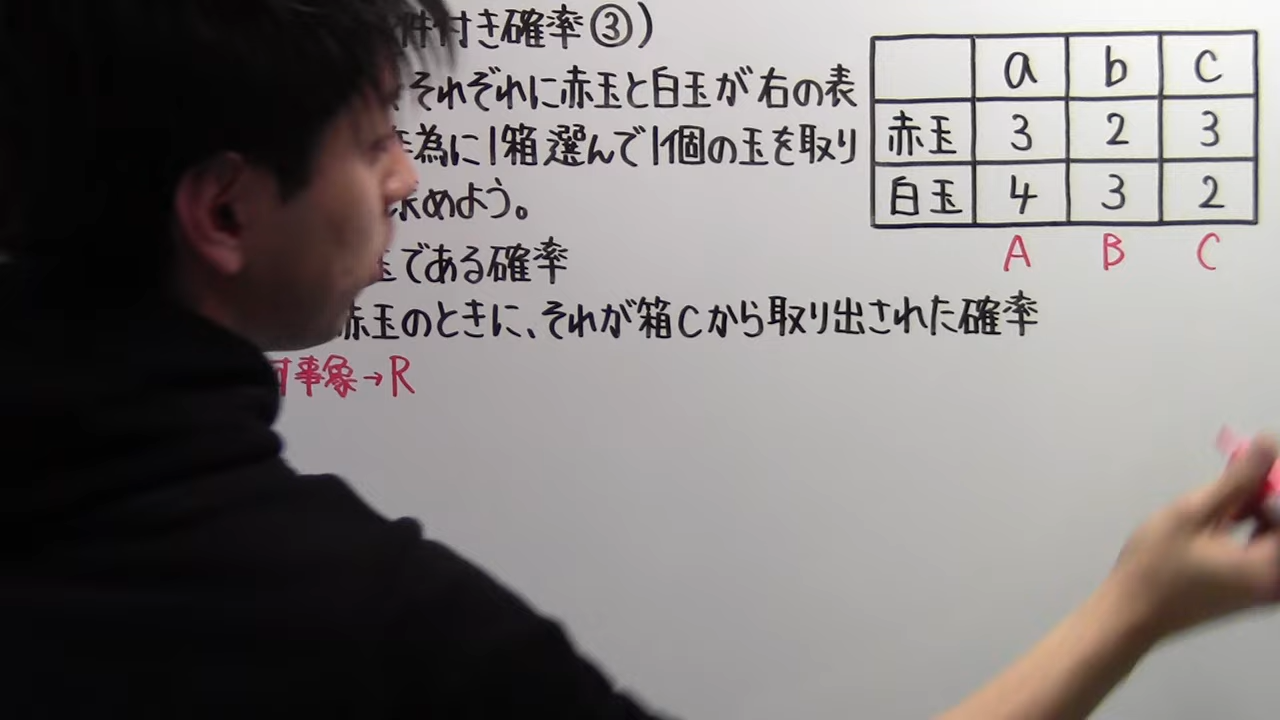 件付き確率③)
それぞれに赤玉と白玉が右の表
為に1箱選んで1個の玉を取り
求めよう。
玉である確率
赤玉のときに、それが箱Cから取り出された確率
事象→R
a b c
赤玉 3 2 3
白玉 4 3 2
A B C